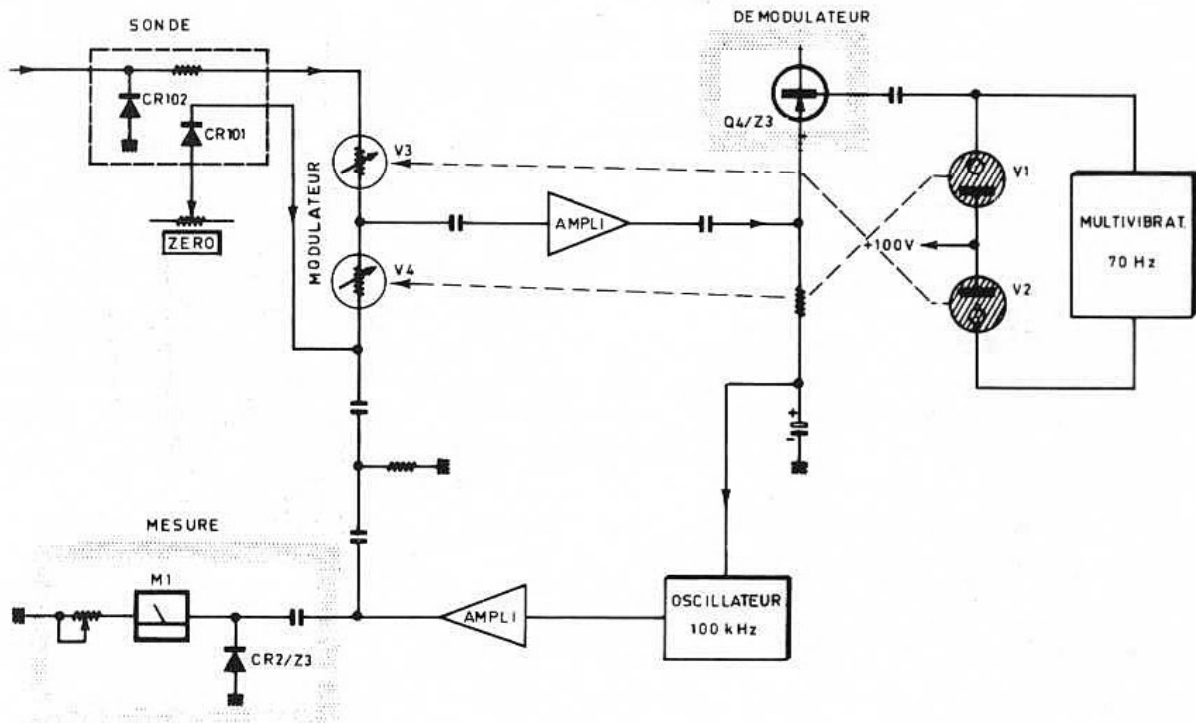 SONDE
CR102
CR101
ZERO
MODULATEUR
V3
V4
AMPLI
DEMODULATEUR
Q4/Z3
+100V
V1
V2
MULTIVIBRAT.
70 Hz
+
-
MESURE
M1
CR2/Z3
AMPLI
OSCILLATEUR
100 kHz